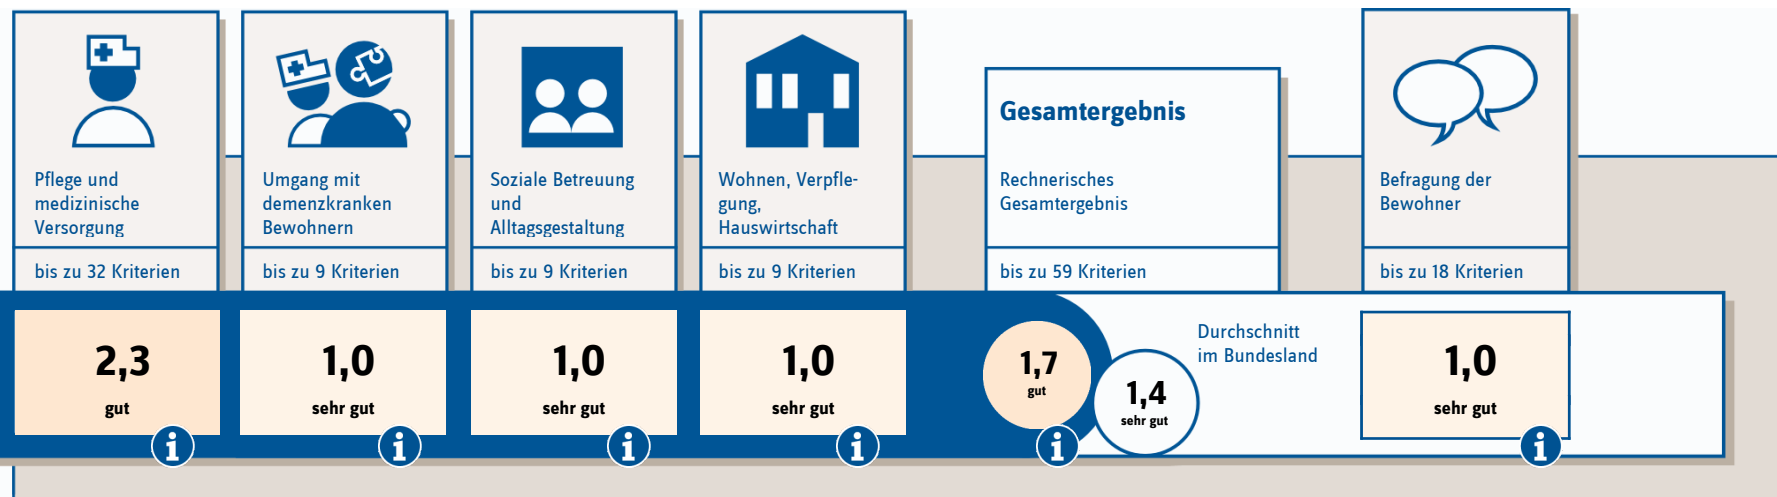 Pflege und
medizinische
Versorgung
bis zu 32 Kriterien
2,3
gut
i
Umgang mit
demenzkranken
Bewohnern
bis zu 9 Kriterien
1,0
sehr gut
i
Soziale Betreuung
und
Alltagsgestaltung
bis zu 9 Kriterien
1,0
sehr gut
i
Wohnen, Verpfle-
gung,
Hauswirtschaft
bis zu 9 Kriterien
1,0
sehr gut
i
Gesamtergebnis
Rechnerisches
Gesamtergebnis
bis zu 59 Kriterien
1,7
gut
i
1,4
sehr gut
Durchschnitt
im Bundesland
Befragung der
Bewohner
bis zu 18 Kriterien
1,0
sehr gut
i